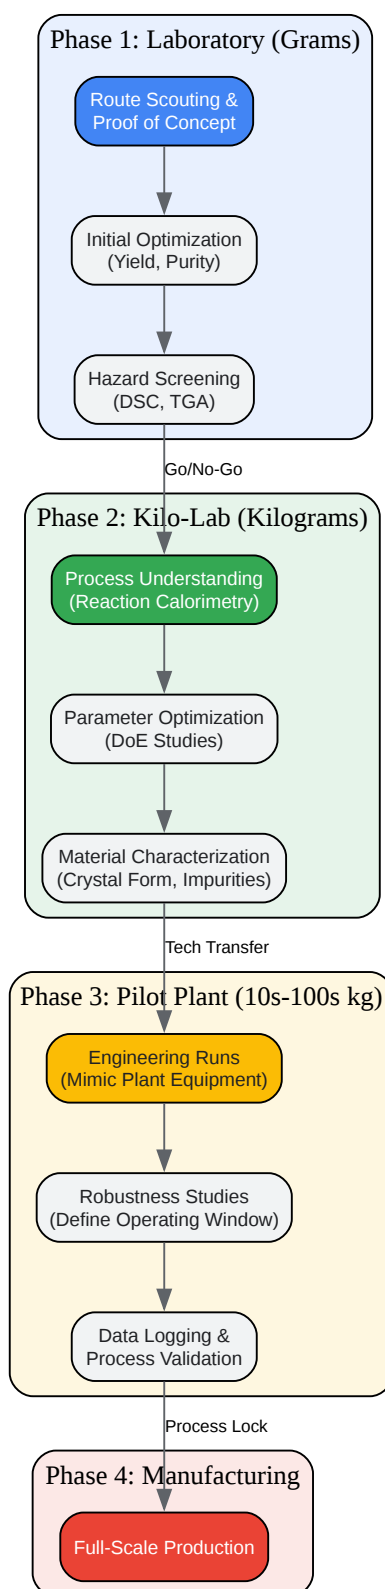 Phase 1: Laboratory (Grams)
Route Scouting &
Proof of Concept
Initial Optimization
(Yield, Purity)
Hazard Screening
(DSC, TGA)
Go/No-Go
Phase 2: Kilo-Lab (Kilograms)
Process Understanding
(Reaction Calorimetry)
Parameter Optimization
(DoE Studies)
Material Characterization
(Crystal Form, Impurities)
Tech Transfer
Phase 3: Pilot Plant (10s-100s kg)
Engineering Runs
(Mimic Plant Equipment)
Robustness Studies
(Define Operating Window)
Data Logging &
Process Validation
Process Lock
Phase 4: Manufacturing
Full-Scale Production